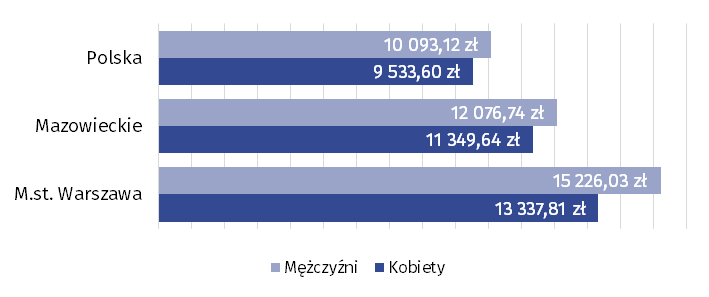 Polska
10 093,12 zł
9 533,60 zł
Mazowieckie
12 076,74 zł
11 349,64 zł
M.st. Warszawa
15 226,03 zł
13 337,81 zł
Mężczyźni Kobiety